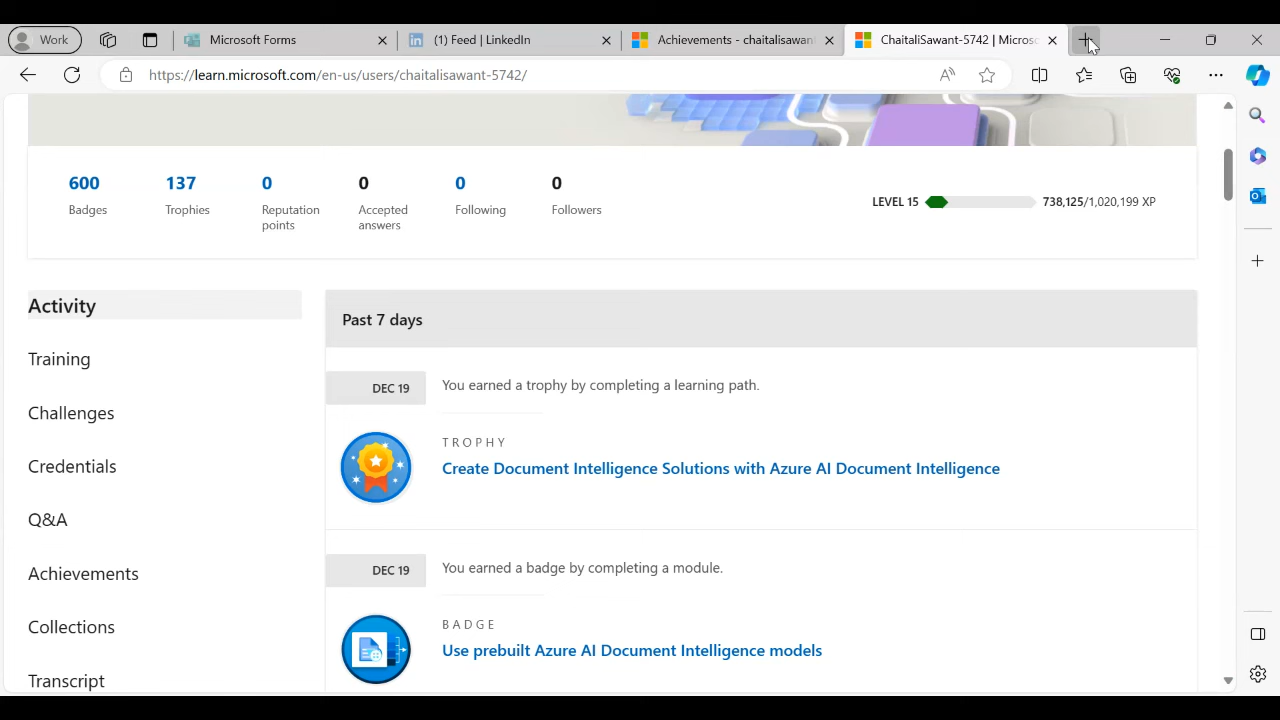 Work
Microsoft Forms
(1) Feed | LinkedIn
Achievements - chaitalisawan
ChaitaliSawant-5742 | Micros
https://learn.microsoft.com/en-us/users/chaitalisawant-5742/
600
137
0
0
0
0
Badges
Trophies
Reputation points
Accepted answers
Following
Followers
LEVEL 15
738,125/1,020,199 XP
Activity
Training
Challenges
Credentials
Q&A
Achievements
Collections
Transcript
Past 7 days
DEC 19
You earned a trophy by completing a learning path.
TROPHY
Create Document Intelligence Solutions with Azure AI Document Intelligence
DEC 19
You earned a badge by completing a module.
BADGE
Use prebuilt Azure AI Document Intelligence models